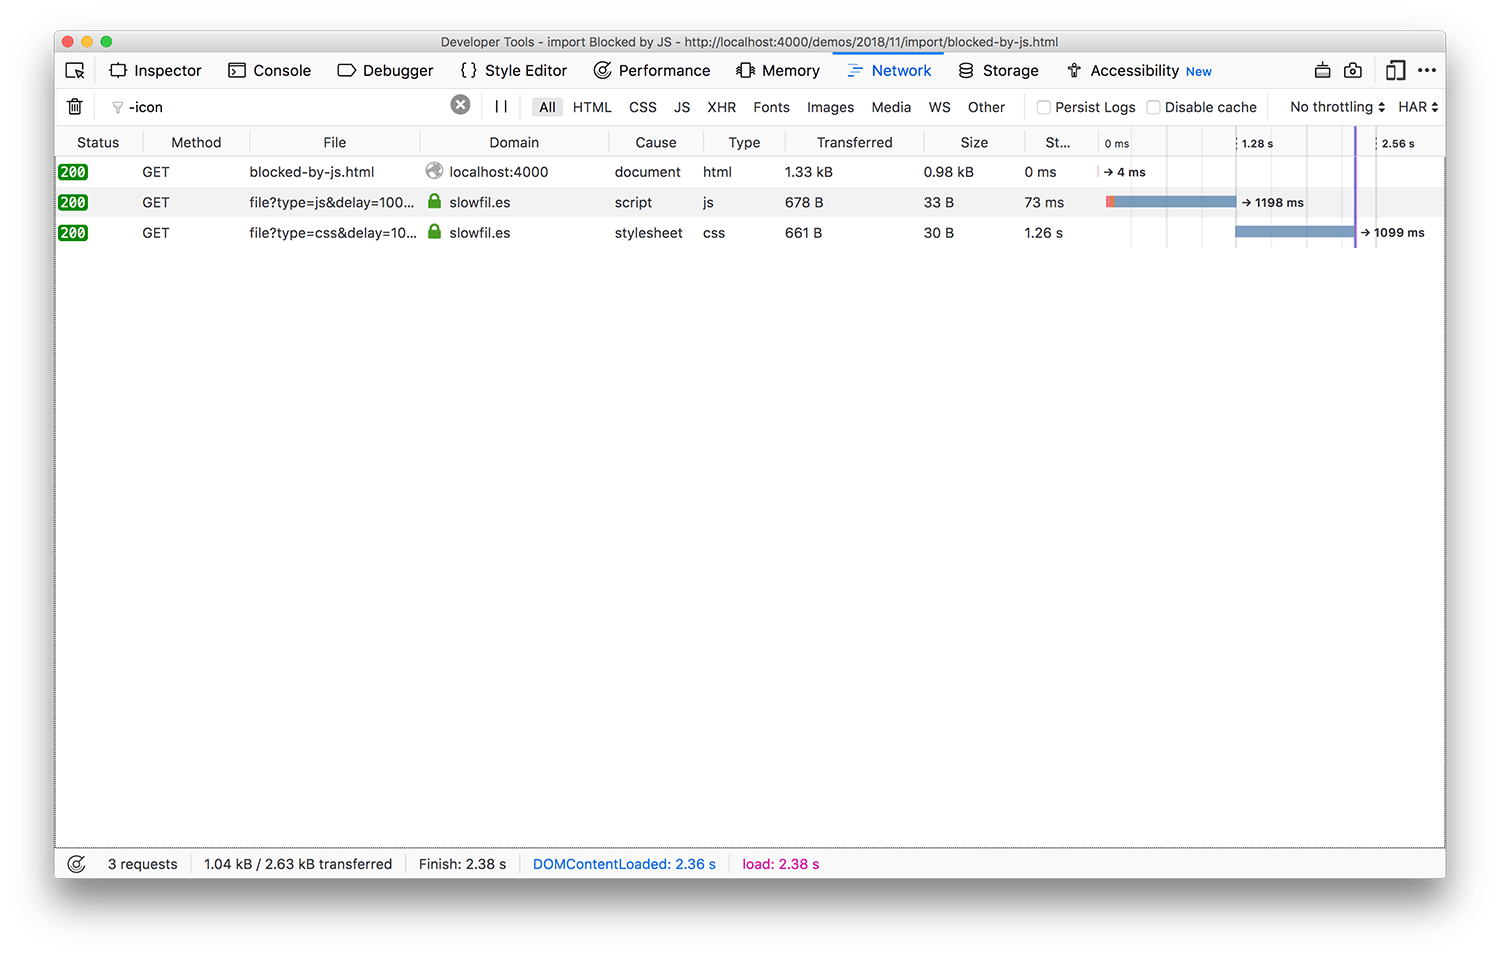 Developer Tools - import Blocked by JS - http://localhost:4000/demos/2018/11/import/blocked-by-js.html
Inspector Console Debugger { } Style Editor Performance Memory Network Storage Accessibility New
-icon All HTML CSS JS XHR Fonts Images Media WS Other Persist Logs Disable cache No throttling HAR
Status Method File Domain Cause Type Transferred Size St... 0 ms 1.28 s 2.56 s
200 GET blocked-by-js.html localhost:4000 document html 1.33 kB 0.98 kB 0 ms → 4 ms
200 GET file?type=js&delay=100... slowfil.es script js 678 B 33 B 73 ms → 1198 ms
200 GET file?type=css&delay=10... slowfil.es stylesheet css 661 B 30 B 1.26 s → 1099 ms
3 requests 1.04 kB / 2.63 kB transferred Finish: 2.38 s DOMContentLoaded: 2.36 s load: 2.38 s